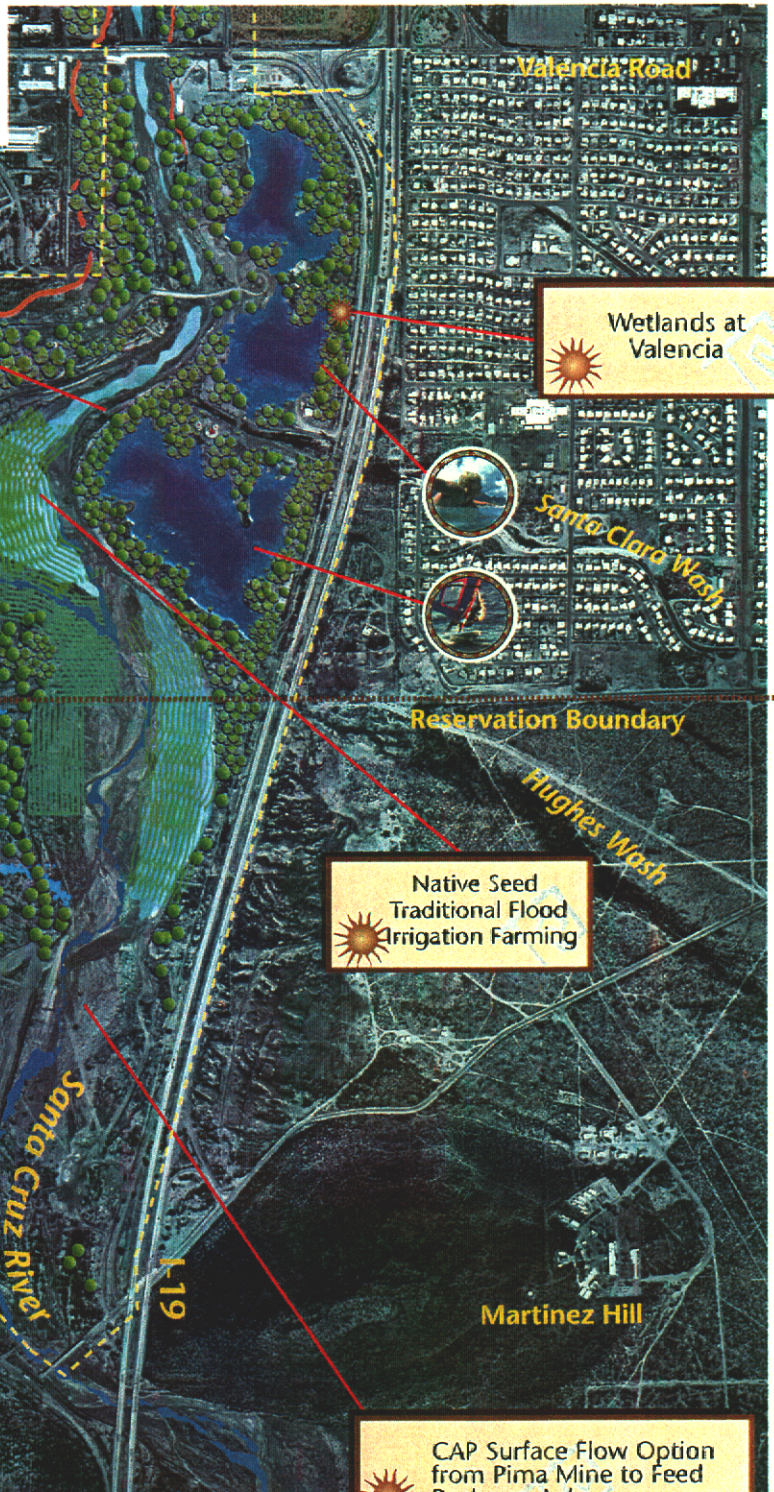 Valencia Road
Wetlands at
Valencia
Santa Clara Wash
Reservation Boundary
Hughes Wash
Native Seed
Traditional Flood
Irrigation Farming
Santa Cruz River
I-19
Martinez Hill
CAP Surface Flow Option
from Pima Mine to Feed